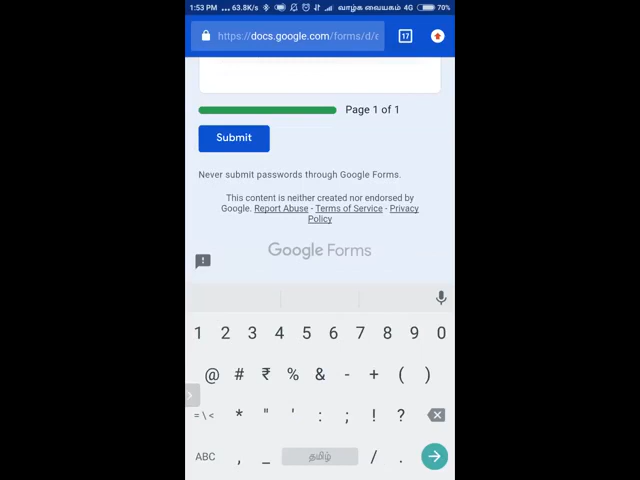 1:53 PM ... 63.8K/s வாழ்க வையகம் 4G 70%
https://docs.google.com/forms/d/e
17
Page 1 of 1
Submit
Never submit passwords through Google Forms.
This content is neither created nor endorsed by
Google. Report Abuse - Terms of Service - Privacy
Policy
Google Forms
1 2 3 4 5 6 7 8 9 0
@ # ₹ % & - + ( )
= \ < * " ' : ; ! ?
ABC , _ தமிழ் / .